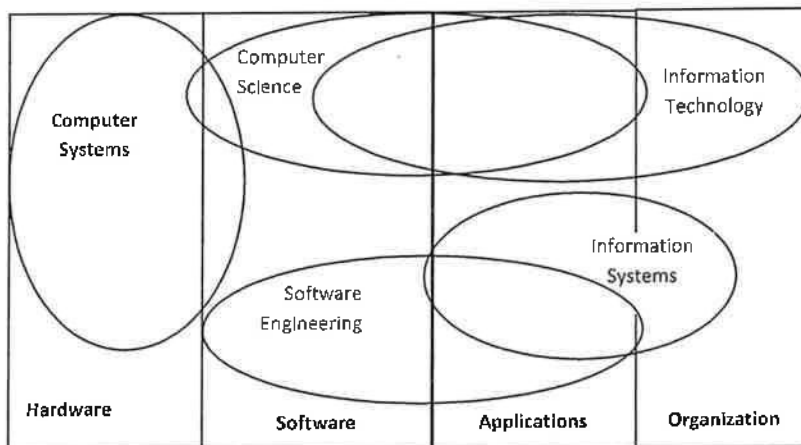 Computer
Science
Information
Technology
Computer
Systems
Information
Systems
Software
Engineering
Hardware
Software
Applications
Organization